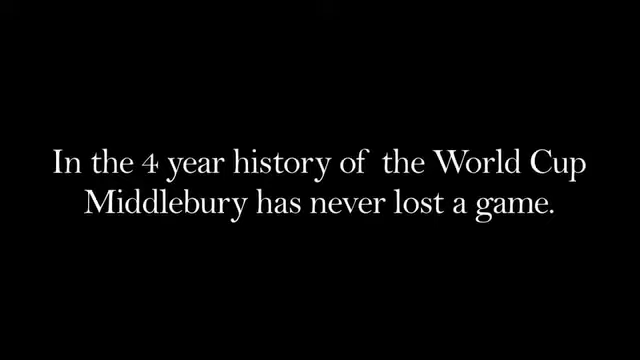 In the 4 year history of the World Cup
Middlebury has never lost a game.